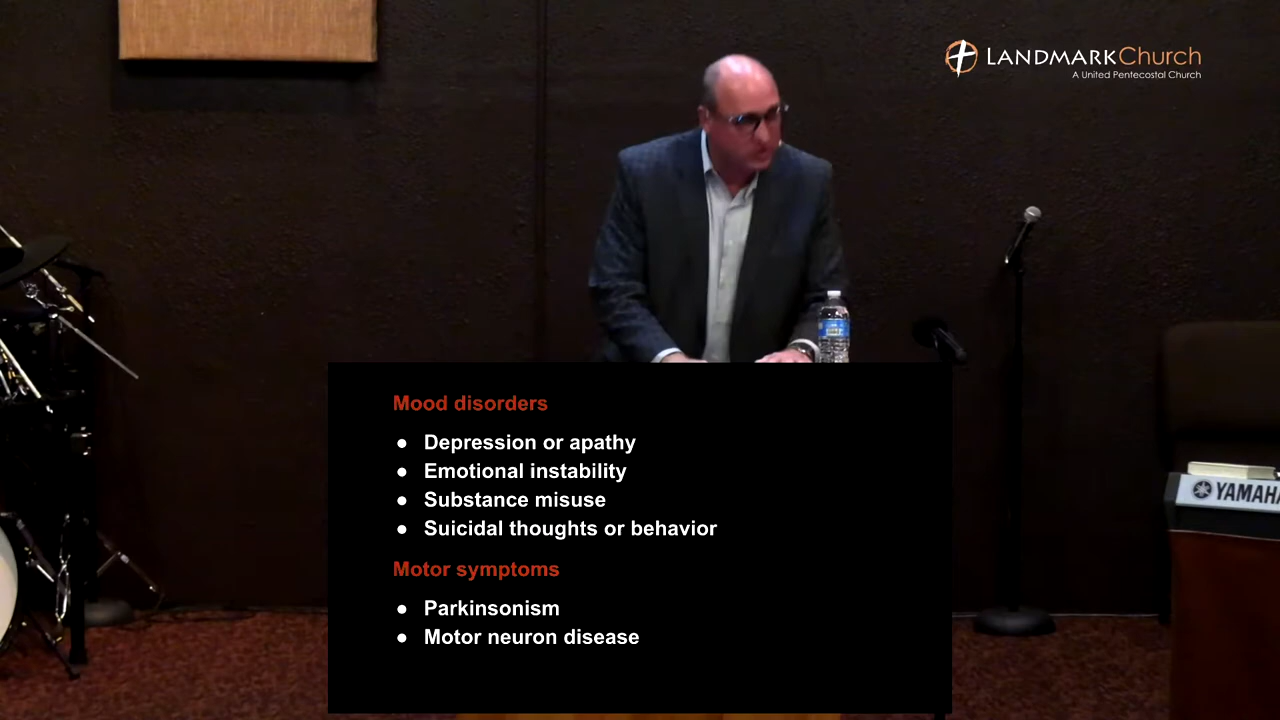 LANDMARKChurch
A United Pentecostal Church
Mood disorders
● Depression or apathy
● Emotional instability
● Substance misuse
● Suicidal thoughts or behavior
Motor symptoms
● Parkinsonism
● Motor neuron disease
YAMAHA